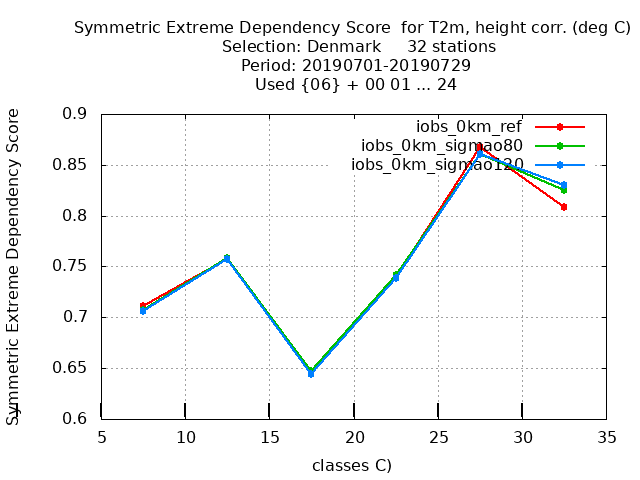 Symmetric Extreme Dependency Score  for T2m, height corr. (deg C)
Selection: Denmark     32 stations
Period: 20190701-20190729
Used {06} + 00 01 ... 24
iobs_0km_ref
iobs_0km_sigmao80
iobs_0km_sigmao120
Symmetric Extreme Dependency Score
0.9
0.85
0.8
0.75
0.7
0.65
0.6
5 10 15 20 25 30 35
classes C)